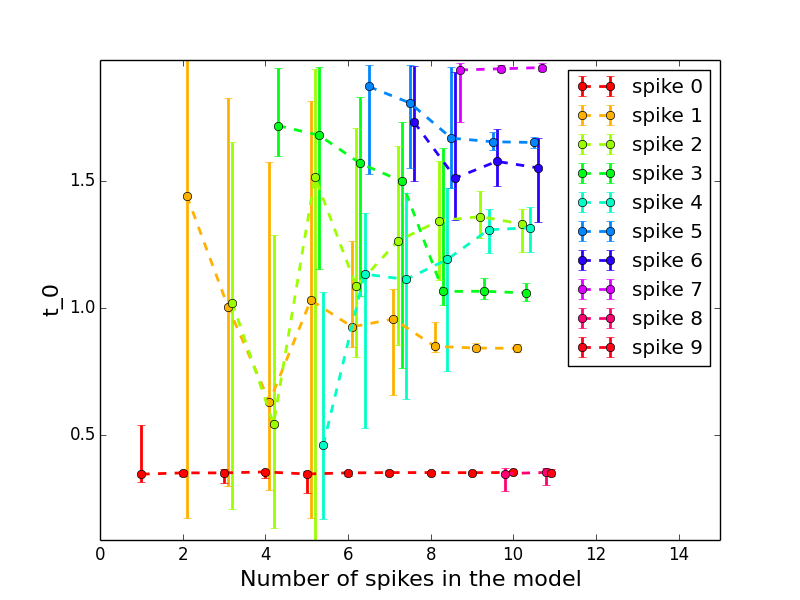 t_0
1.5
1.0
0.5
0 2 4 6 8 10 12 14
Number of spikes in the model
spike 0
spike 1
spike 2
spike 3
spike 4
spike 5
spike 6
spike 7
spike 8
spike 9